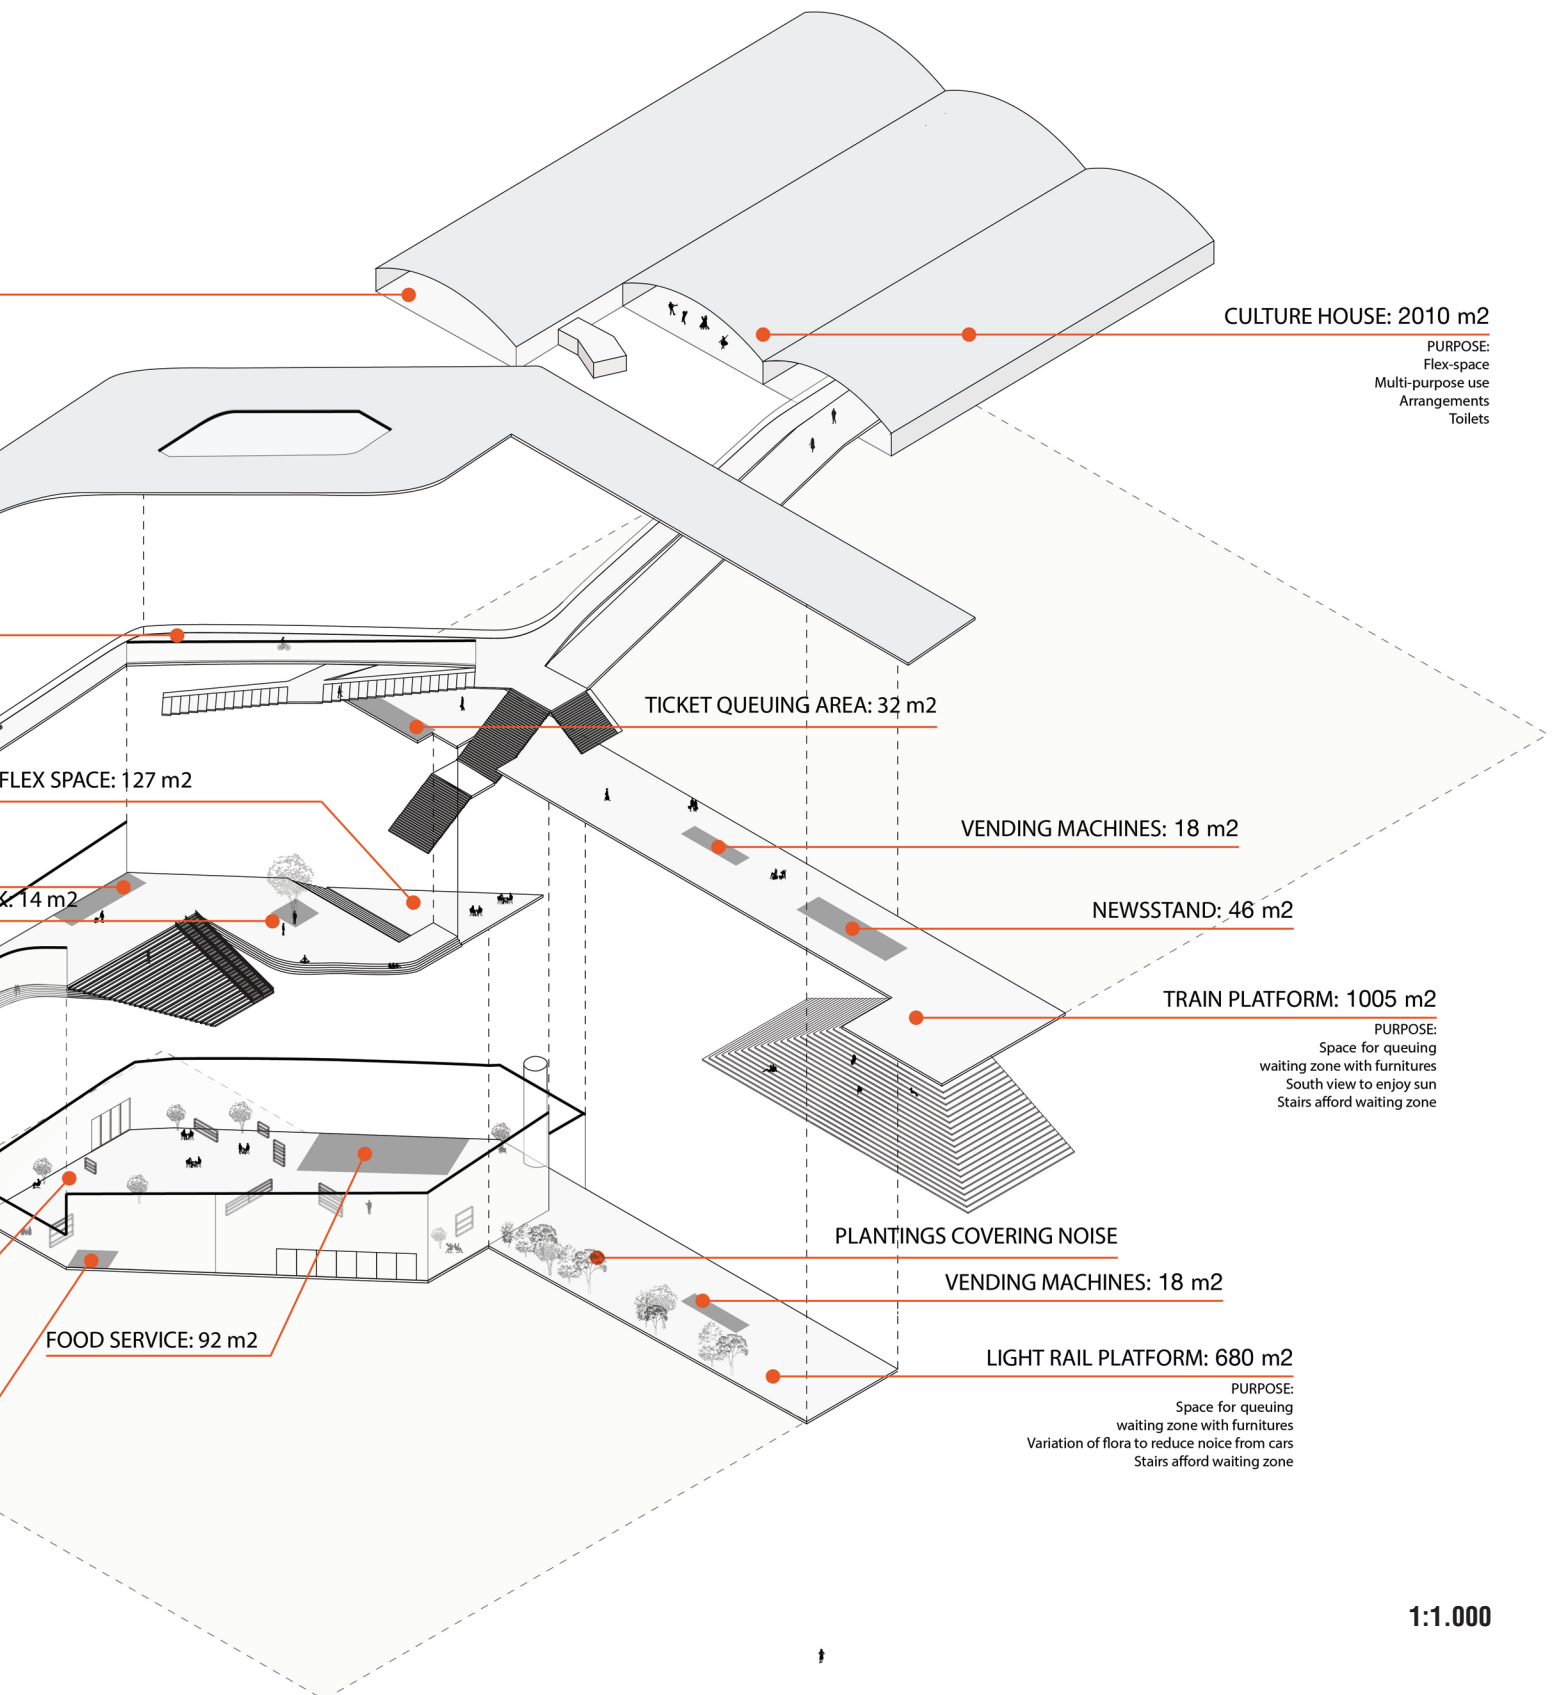 CULTURE HOUSE: 2010 m2
PURPOSE:
Flex-space
Multi-purpose use
Arrangements
Toilets
TICKET QUEUING AREA: 32 m2
FLEX SPACE: 127 m2
VENDING MACHINES: 18 m2
14 m2
NEWSSTAND: 46 m2
TRAIN PLATFORM: 1005 m2
PURPOSE:
Space for queuing
waiting zone with furnitures
South view to enjoy sun
Stairs afford waiting zone
PLANTINGS COVERING NOISE
VENDING MACHINES: 18 m2
FOOD SERVICE: 92 m2
LIGHT RAIL PLATFORM: 680 m2
PURPOSE:
Space for queuing
waiting zone with furnitures
Variation of flora to reduce noice from cars
Stairs afford waiting zone
1:1.000